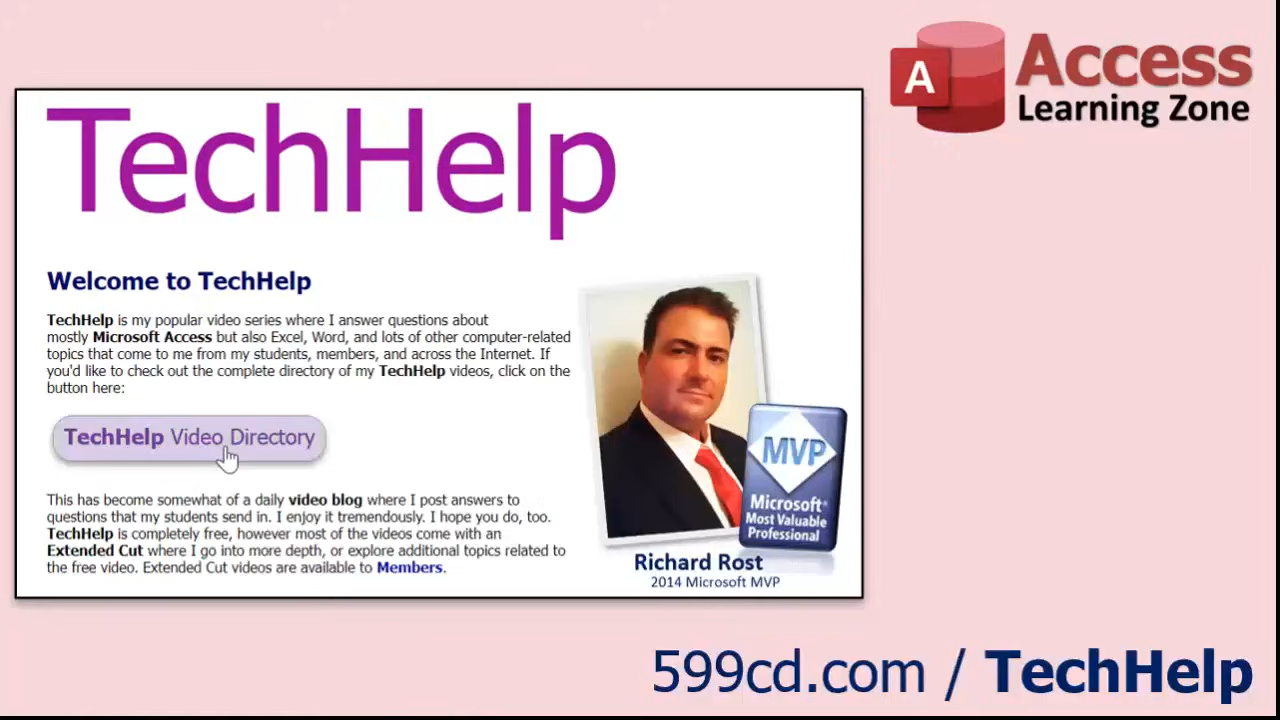 A
Access
Learning Zone
TechHelp
Welcome to TechHelp
TechHelp is my popular video series where I answer questions about
mostly Microsoft Access but also Excel, Word, and lots of other computer-related
topics that come to me from my students, members, and across the Internet. If
you'd like to check out the complete directory of my TechHelp videos, click on the
button here:
TechHelp Video Directory
This has become somewhat of a daily video blog where I post answers to
questions that my students send in. I enjoy it tremendously. I hope you do, too.
TechHelp is completely free, however most of the videos come with an
Extended Cut where I go into more depth, or explore additional topics related to
the free video. Extended Cut videos are available to Members.
MVP
Microsoft®
Most Valuable
Professional
Richard Rost
2014 Microsoft MVP
599cd.com / TechHelp